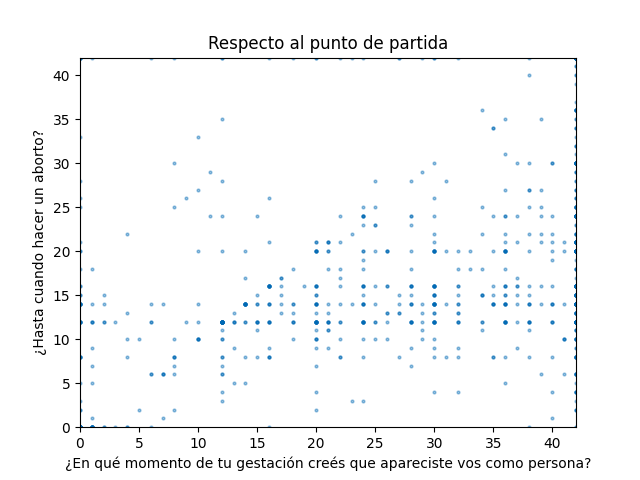 Respecto al punto de partida
¿Hasta cuando hacer un aborto?
40
35
30
25
20
15
10
5
0
0 5 10 15 20 25 30 35 40
¿En qué momento de tu gestación creés que apareciste vos como persona?